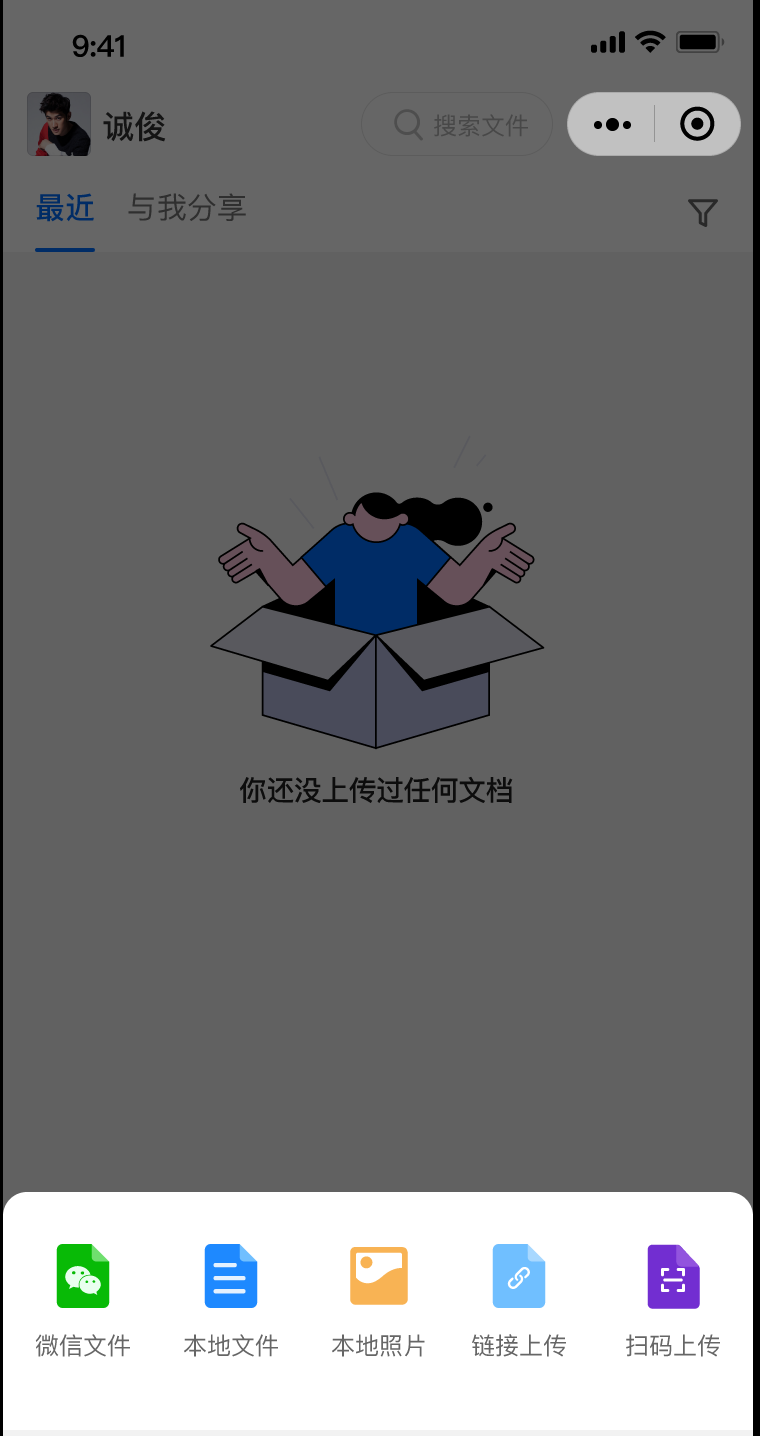 9:41
诚俊
搜索文件
最近 与我分享
你还没上传过任何文档
微信文件 本地文件 本地照片 链接上传 扫码上传